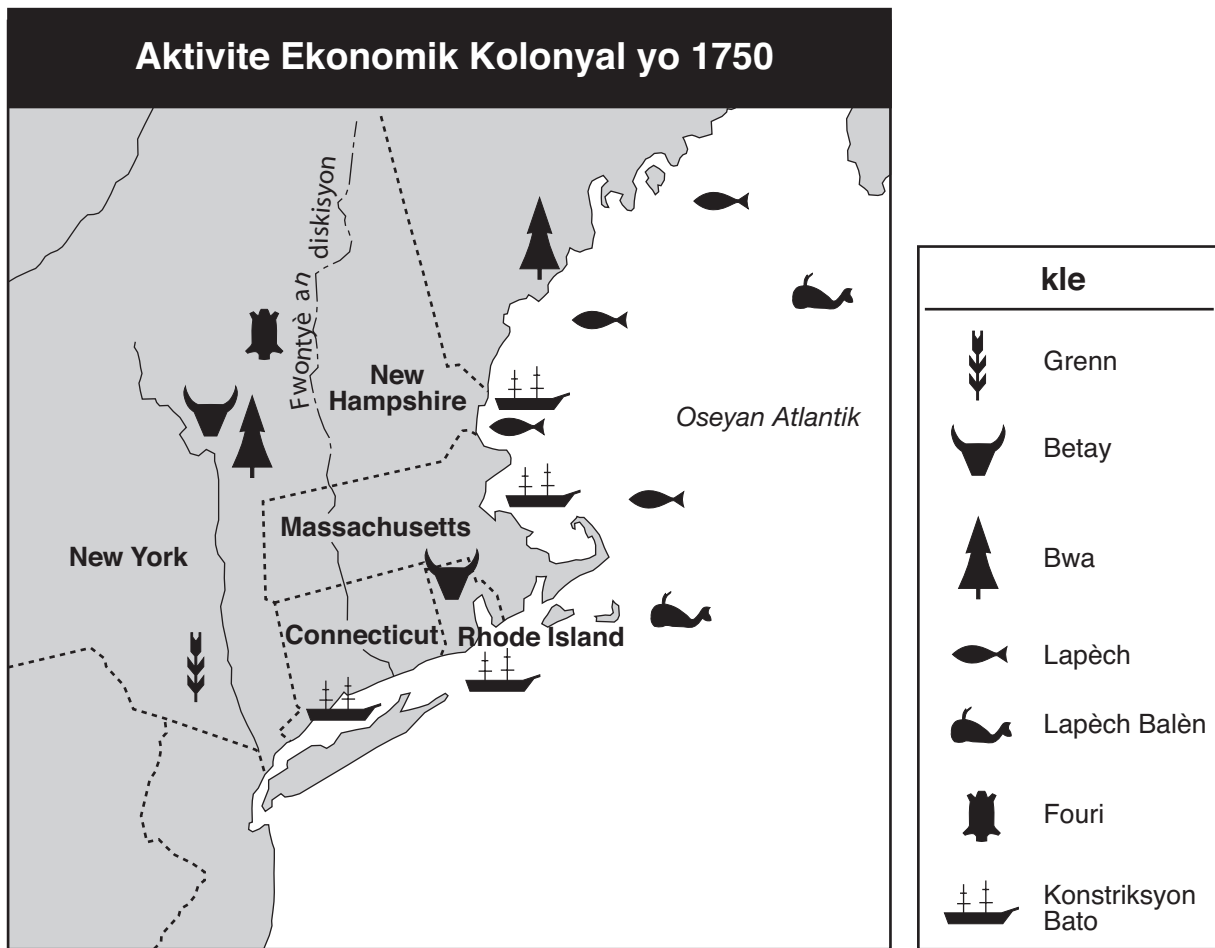 Aktivite Ekonomik Kolonyal yo 1750
Fwontyè an diskisyon
New
Hampshire
Oseyan Atlantik
Massachusetts
New York
Connecticut
Rhode Island
kle
Grenn
Betay
Bwa
Lapèch
Lapèch Balèn
Fouri
Konstriksyon
Bato